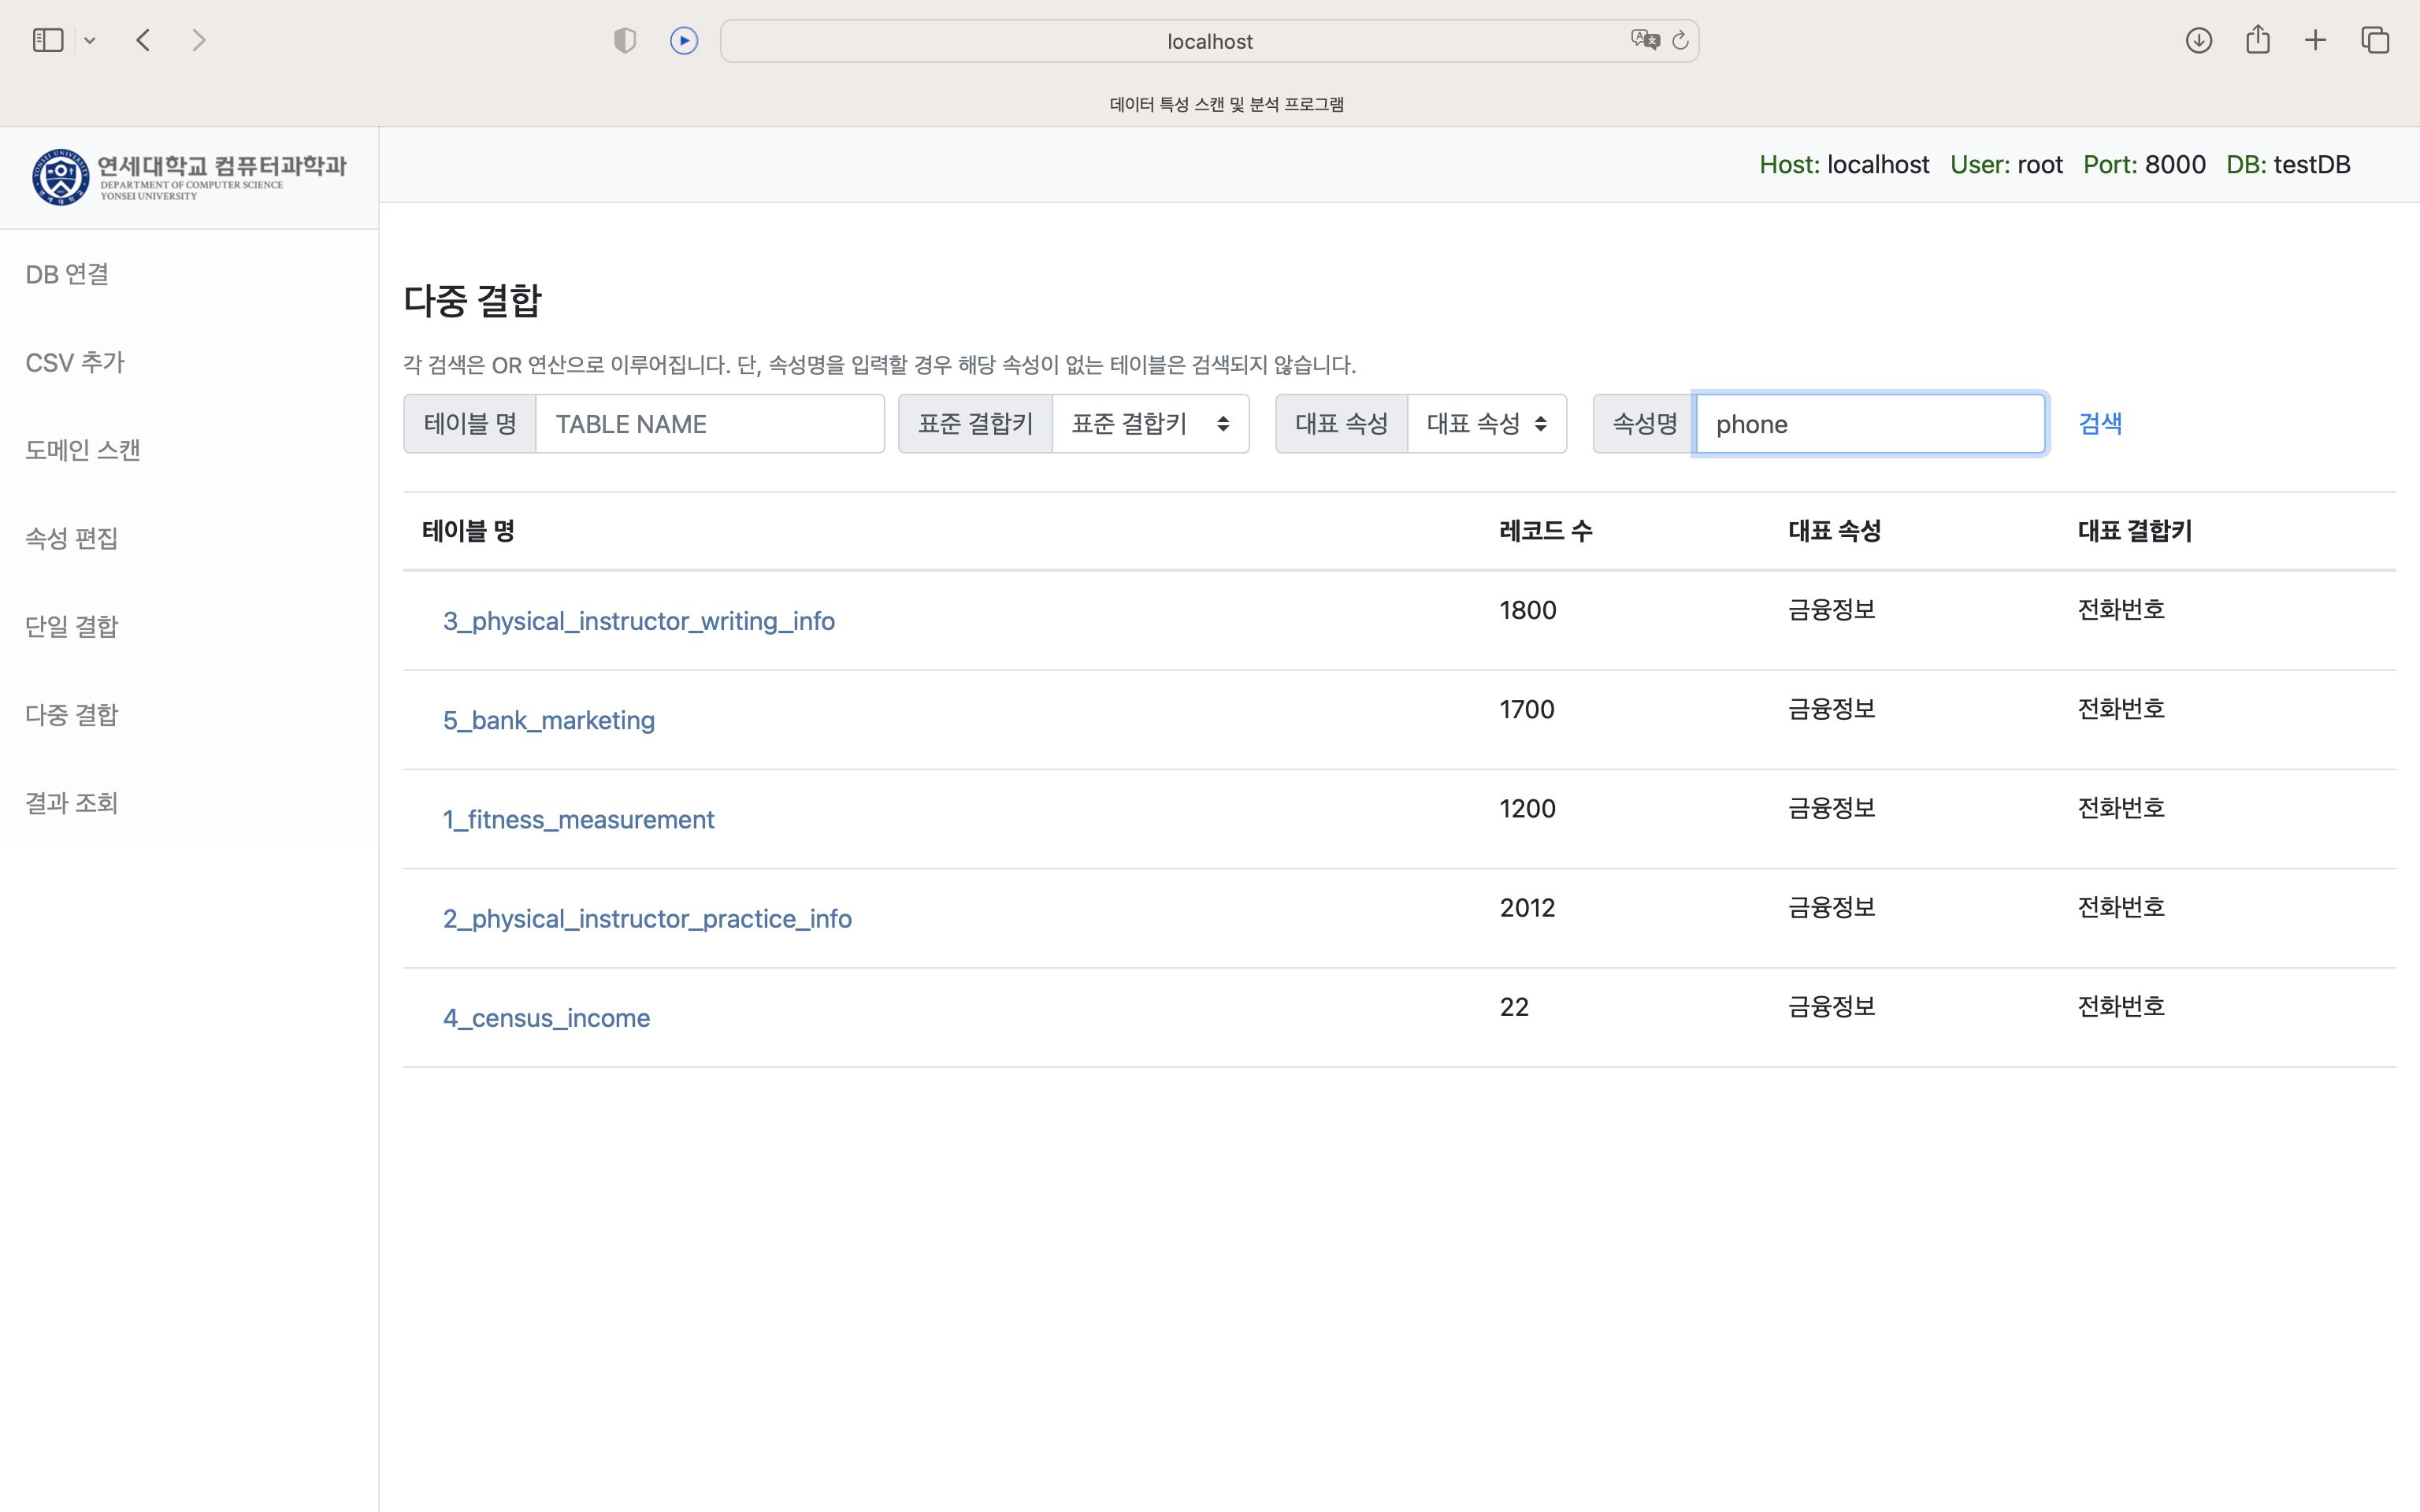 localhost
데이터 특성 스캔 및 분석 프로그램
연세대학교 컴퓨터과학과
DEPARTMENT OF COMPUTER SCIENCE
YONSEI UNIVERSITY
Host: localhost User: root Port: 8000 DB: testDB
DB 연결
CSV 추가
도메인 스캔
속성 편집
단일 결합
다중 결합
결과 조회
다중 결합
각 검색은 OR 연산으로 이루어집니다. 단, 속성명을 입력할 경우 해당 속성이 없는 테이블은 검색되지 않습니다.
테이블 명 TABLE NAME 표준 결합키 표준 결합키 대표 속성 대표 속성 속성명 phone 검색
테이블 명 레코드 수 대표 속성 대표 결합키
3_physical_instructor_writing_info 1800 금융정보 전화번호
5_bank_marketing 1700 금융정보 전화번호
1_fitness_measurement 1200 금융정보 전화번호
2_physical_instructor_practice_info 2012 금융정보 전화번호
4_census_income 22 금융정보 전화번호